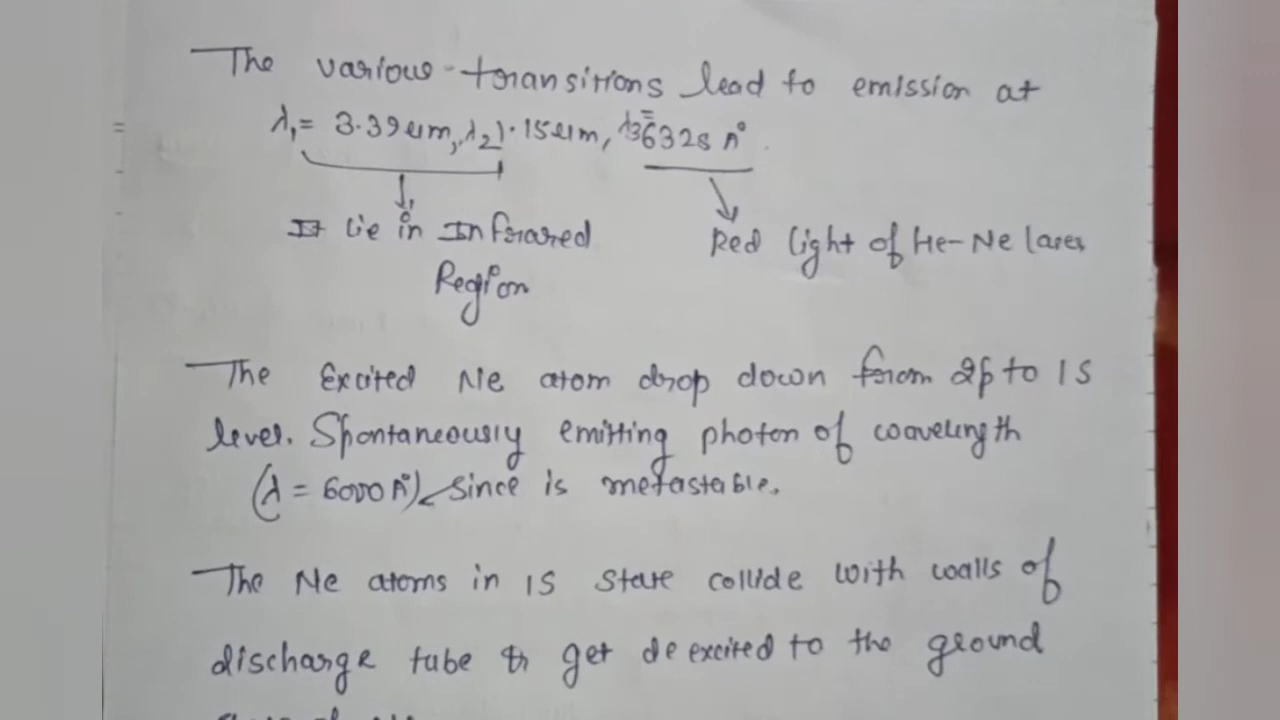 The various transitions lead to emission at
λ1 = 3.39 μm, λ2 1.15 μm, λ3 = 6328 A°
It lie in Infrared
Red light of He-Ne laser
Region
The Excited Ne atom drop down from 2p to 1S
level. Spontaneously emitting photon of wavelength
(λ = 6000 A°) since is metastable.
The Ne atoms in 1S state collide with walls of
discharge tube & get deexcited to the ground